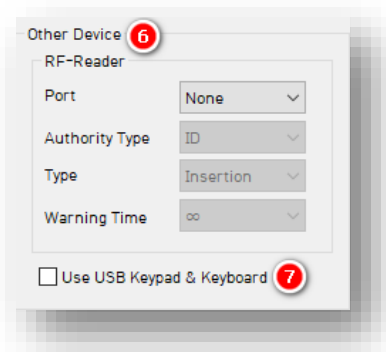 Other Device 6
RF-Reader
Port None
Authority Type ID
Type Insertion
Warning Time ∞
Use USB Keypad & Keyboard 7